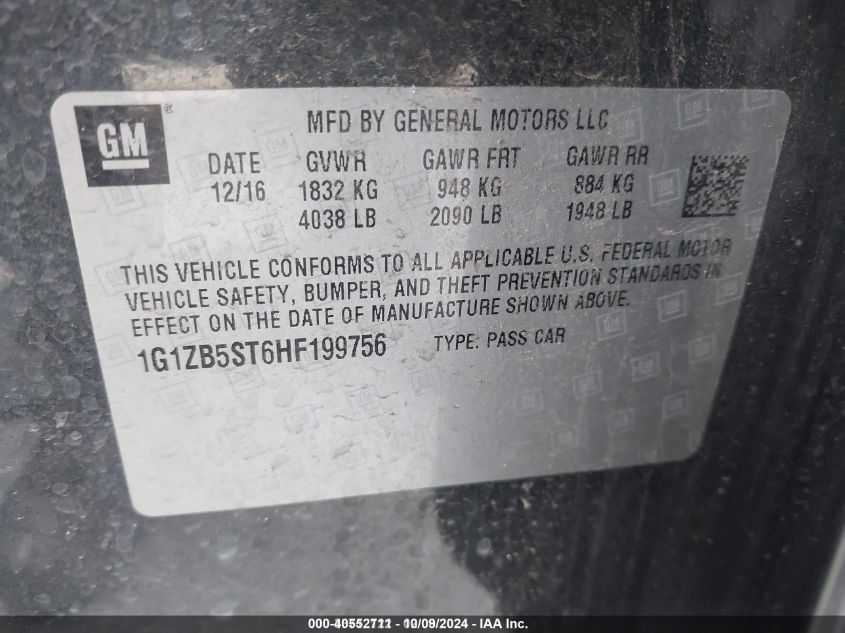 GM ®
MFD BY GENERAL MOTORS LLC
DATE GVWR GAWR FRT GAWR RR
12/16 1832 KG 948 KG 884 KG
4038 LB 2090 LB 1948 LB
THIS VEHICLE CONFORMS TO ALL APPLICABLE U.S. FEDERAL MOTOR
VEHICLE SAFETY, BUMPER, AND THEFT PREVENTION STANDARDS IN
EFFECT ON THE DATE OF MANUFACTURE SHOWN ABOVE.
1G1ZB5ST6HF199756 TYPE: PASS CAR
000-40552711 - 10/09/2024 - IAA Inc.